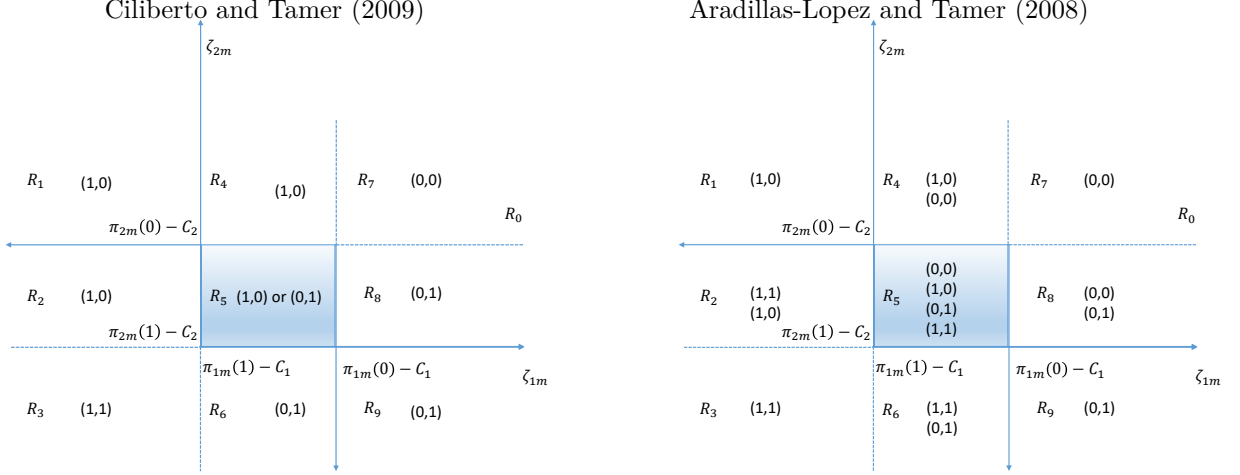 Ciliberto and Tamer (2009)
ζ2m
R1 (1,0)
R4 (1,0)
R7 (0,0)
R0
π2m(0) − C2
R2 (1,0)
R5 (1,0) or (0,1)
R8 (0,1)
π2m(1) − C2
π1m(1) − C1
π1m(0) − C1
ζ1m
R3 (1,1)
R6 (0,1)
R9 (0,1)
Aradillas-Lopez and Tamer (2008)
ζ2m
R1 (1,0)
R4 (1,0)
(0,0)
R7 (0,0)
R0
π2m(0) − C2
R2 (1,1)
(1,0)
R5 (0,0)
(1,0)
(0,1)
(1,1)
R8 (0,0)
(0,1)
π2m(1) − C2
π1m(1) − C1
π1m(0) − C1
ζ1m
R3 (1,1)
R6 (1,1)
(0,1)
R9 (0,1)